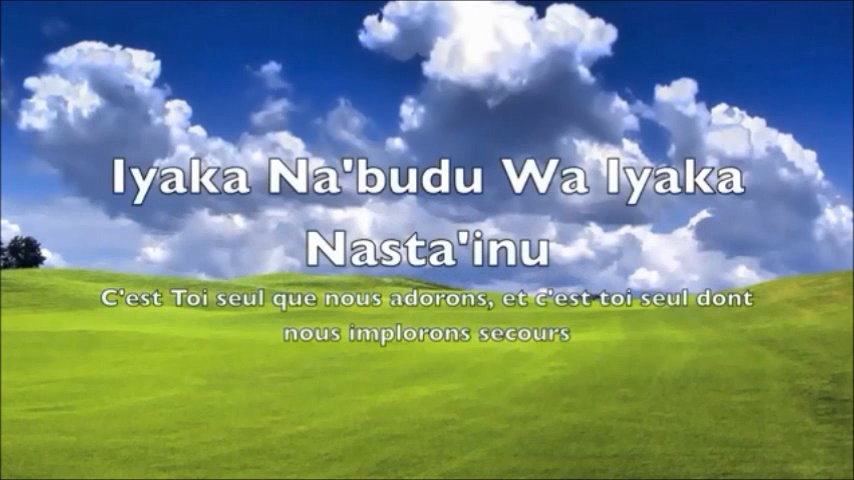 Iyaka Na'budu Wa Iyaka
Nasta'inu
C'est Toi seul que nous adorons, et c'est toi seul dont
nous implorons secours